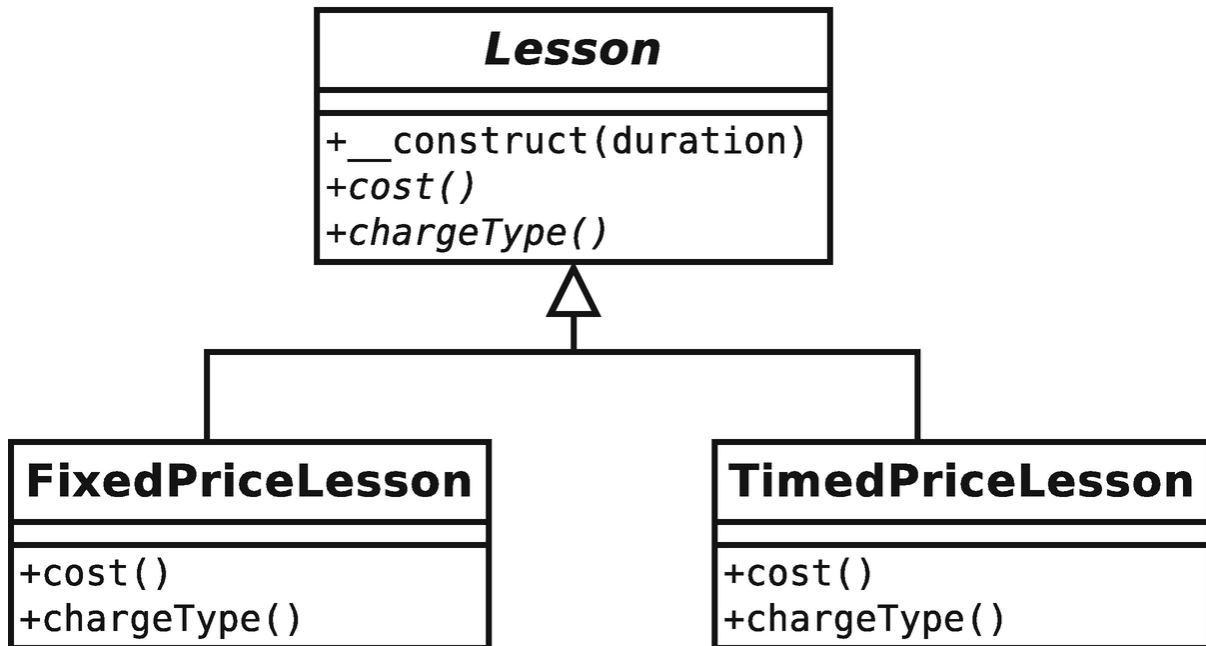 Lesson
+__construct(duration)
+cost()
+chargeType()
FixedPriceLesson
+cost()
+chargeType()
TimedPriceLesson
+cost()
+chargeType()